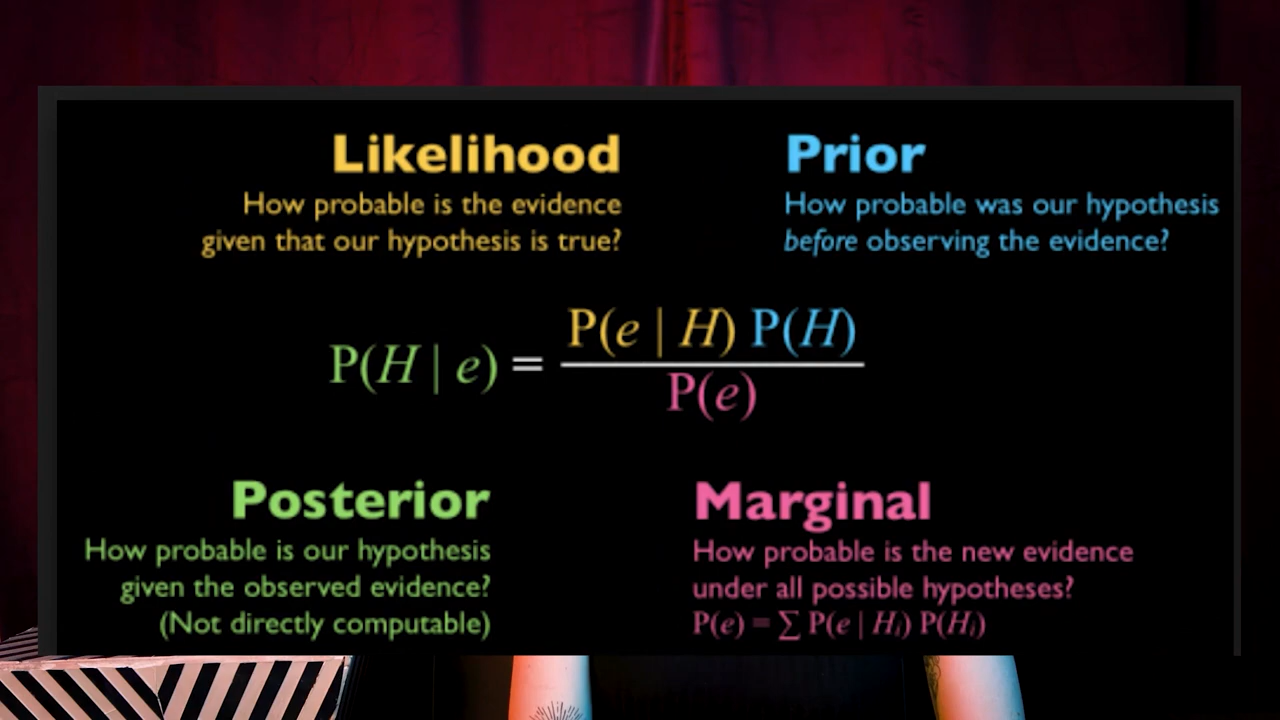 Likelihood
How probable is the evidence
given that our hypothesis is true?
Prior
How probable was our hypothesis
before observing the evidence?
P(H | e) = P(e | H) P(H)
P(e)
Posterior
How probable is our hypothesis
given the observed evidence?
(Not directly computable)
Marginal
How probable is the new evidence
under all possible hypotheses?
P(e) = ∑ P(e | Hᵢ) P(Hᵢ)